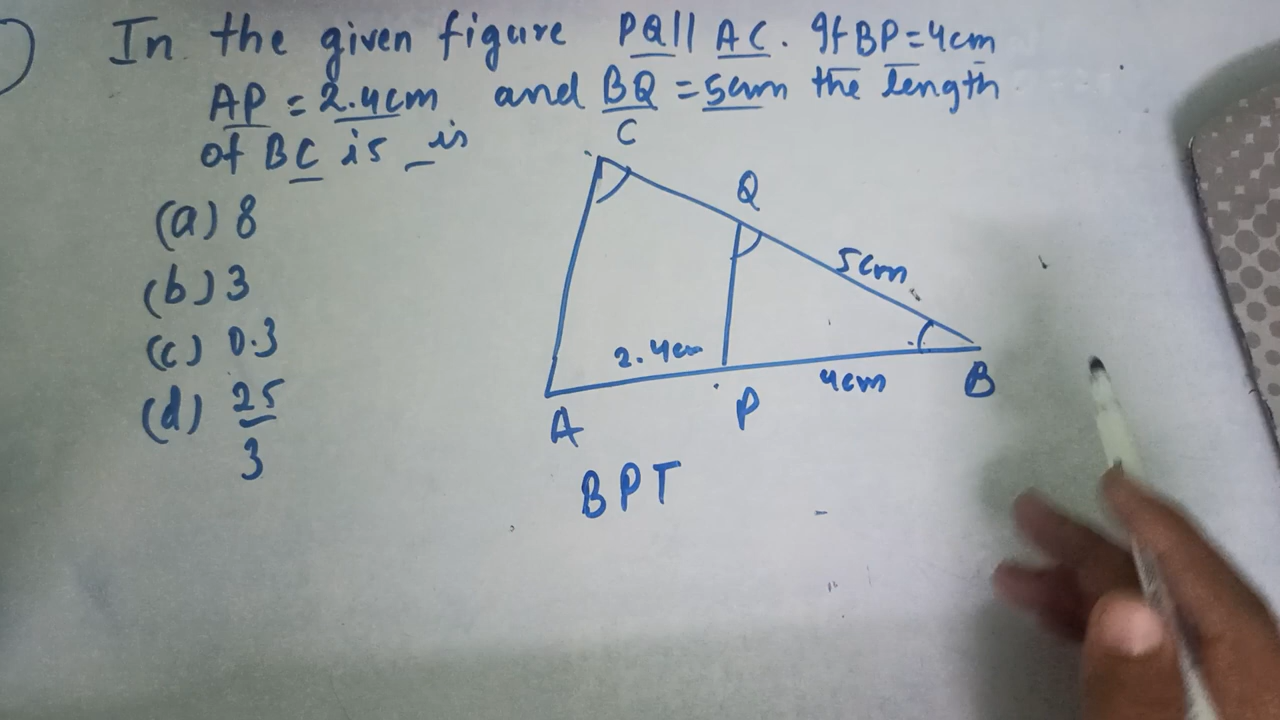 In the given figure PQ || AC. If BP=4cm
AP = 2.4cm and BQ = 5cm the length
of BC is _ is
(a) 8
(b) 3
(c) 0.3
(d) 25
3
C
Q
5cm
2.4cm
4cm
A
P
B
BPT